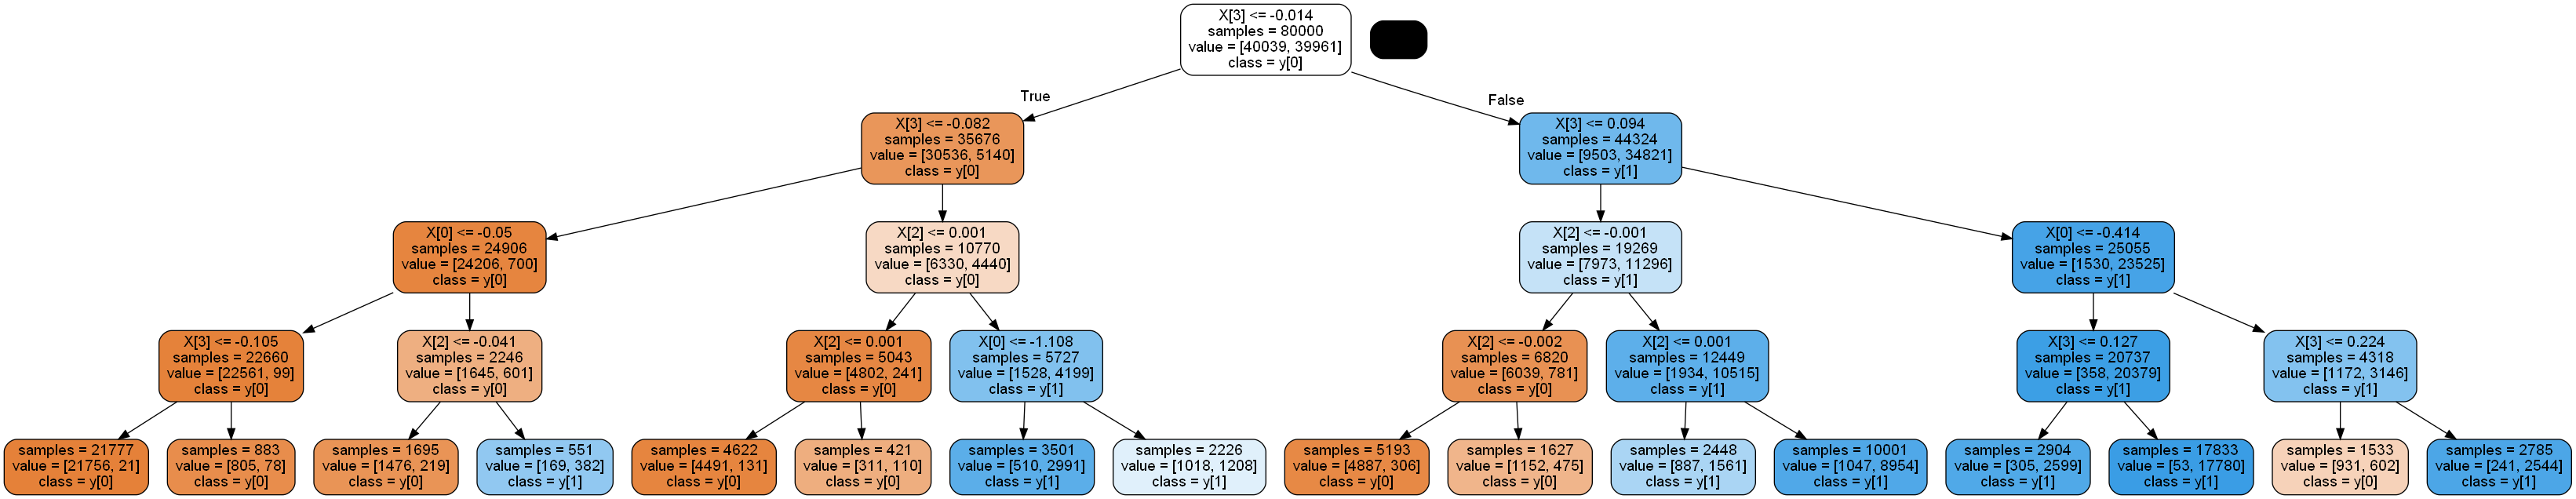 X[3] <= -0.014
samples = 80000
value = [40039, 39961]
class = y[0]
True
False
X[3] <= -0.082
samples = 35676
value = [30536, 5140]
class = y[0]
X[3] <= 0.094
samples = 44324
value = [9503, 34821]
class = y[1]
X[0] <= -0.05
samples = 24906
value = [24206, 700]
class = y[0]
X[2] <= 0.001
samples = 10770
value = [6330, 4440]
class = y[0]
X[2] <= -0.001
samples = 19269
value = [7973, 11296]
class = y[1]
X[0] <= -0.414
samples = 25055
value = [1530, 23525]
class = y[1]
X[3] <= -0.105
samples = 22660
value = [22561, 99]
class = y[0]
X[2] <= -0.041
samples = 2246
value = [1645, 601]
class = y[0]
X[2] <= 0.001
samples = 5043
value = [4802, 241]
class = y[0]
X[0] <= -1.108
samples = 5727
value = [1528, 4199]
class = y[1]
X[2] <= -0.002
samples = 6820
value = [6039, 781]
class = y[0]
X[2] <= 0.001
samples = 12449
value = [1934, 10515]
class = y[1]
X[3] <= 0.127
samples = 20737
value = [358, 20379]
class = y[1]
X[3] <= 0.224
samples = 4318
value = [1172, 3146]
class = y[1]
samples = 21777
value = [21756, 21]
class = y[0]
samples = 883
value = [805, 78]
class = y[0]
samples = 1695
value = [1476, 219]
class = y[0]
samples = 551
value = [169, 382]
class = y[1]
samples = 4622
value = [4491, 131]
class = y[0]
samples = 421
value = [311, 110]
class = y[0]
samples = 3501
value = [510, 2991]
class = y[1]
samples = 2226
value = [1018, 1208]
class = y[1]
samples = 5193
value = [4887, 306]
class = y[0]
samples = 1627
value = [1152, 475]
class = y[0]
samples = 2448
value = [887, 1561]
class = y[1]
samples = 10001
value = [1047, 8954]
class = y[1]
samples = 2904
value = [305, 2599]
class = y[1]
samples = 17833
value = [53, 17780]
class = y[1]
samples = 1533
value = [931, 602]
class = y[0]
samples = 2785
value = [241, 2544]
class = y[1]